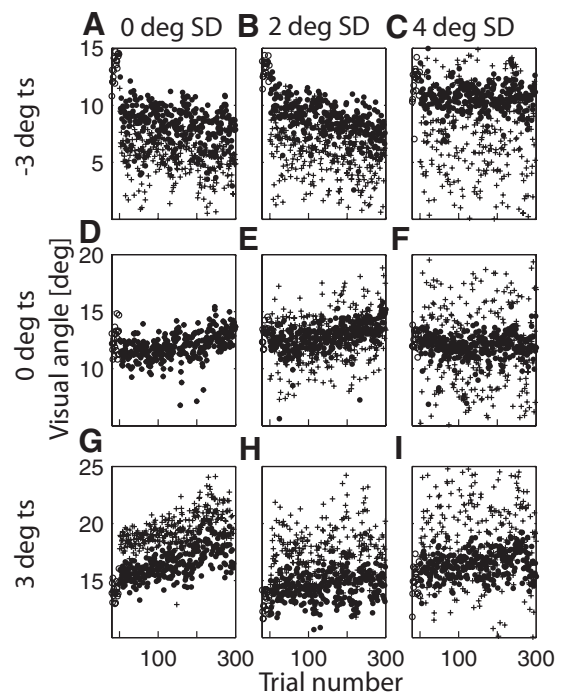 A 0 deg SD B 2 deg SD C 4 deg SD
-3 deg ts
15
10
5
D E F
0 deg ts
Visual angle [deg]
20
15
10
G H I
3 deg ts
25
20
15
100 300 100 300 100 300
Trial number